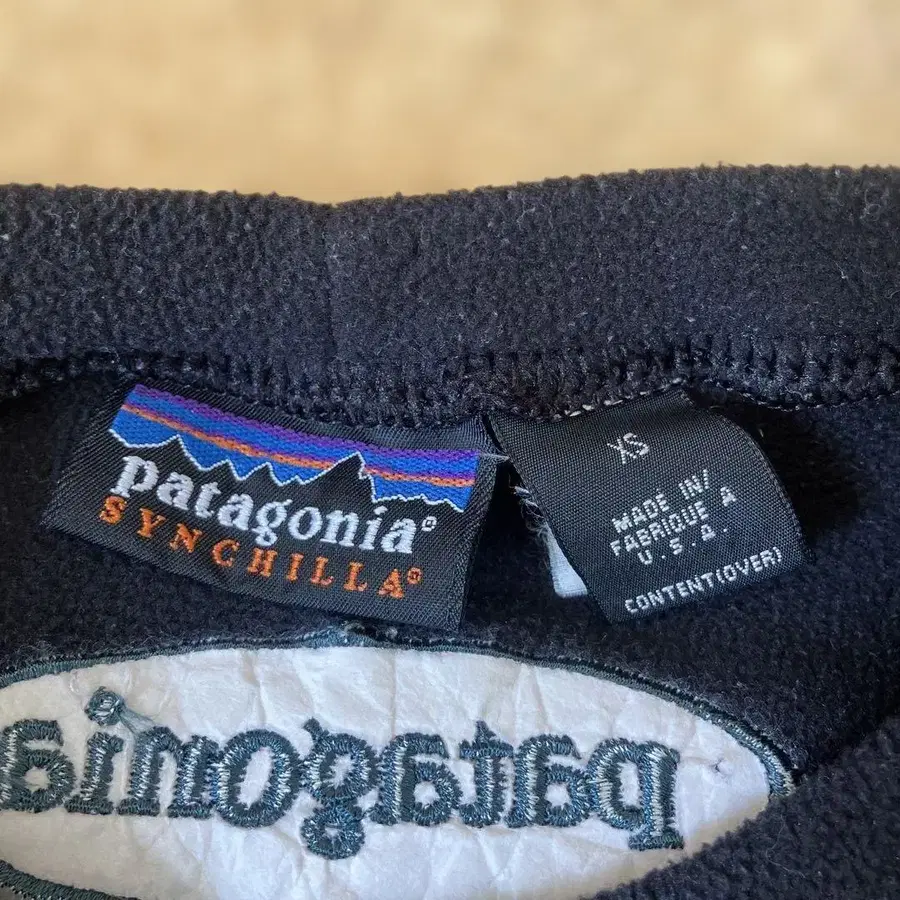 patagonia®
SYNCHILLA®
XS
MADE IN/
FABRIQUE A
U.S.A.
CONTENT(OVER)
patagonia